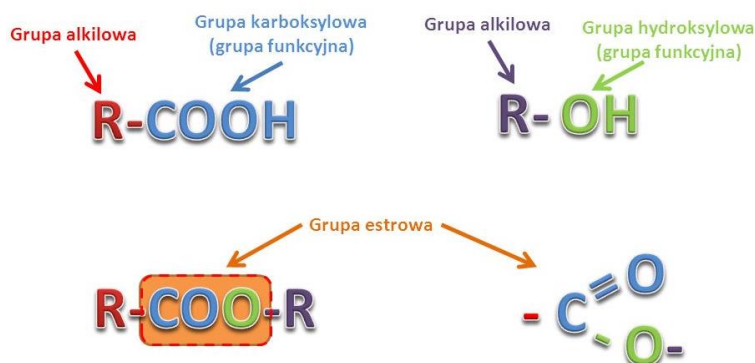 Grupa alkilowa
Grupa karboksylowa
(grupa funkcyjna)
R-COOH
Grupa alkilowa
Grupa hydroksylowa
(grupa funkcyjna)
R- OH
Grupa estrowa
R-COO-R
- C = O
- O-